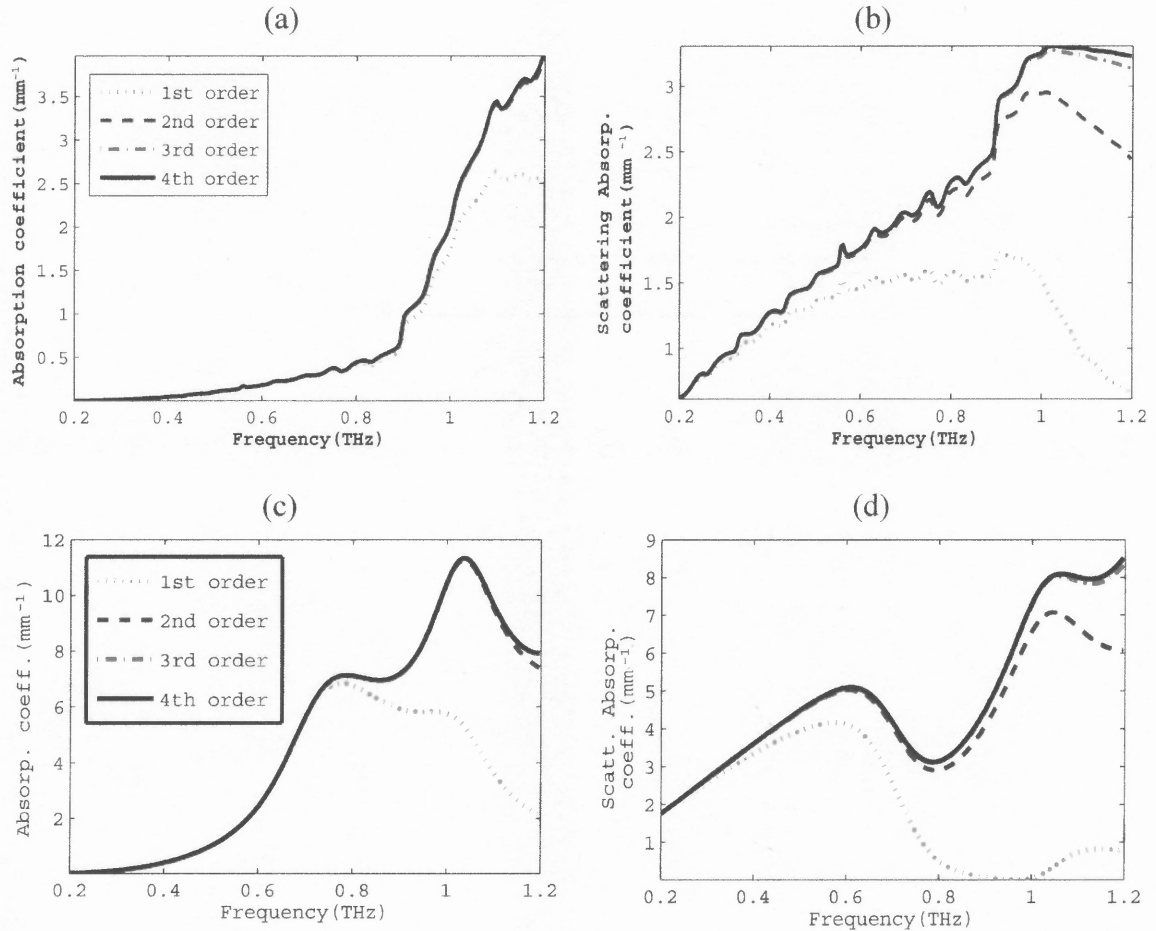 (a)
Absorption coefficient(mm⁻¹)
3.5
3
2.5
2
1.5
1
0.5
1st order
2nd order
3rd order
4th order
0.2 0.4 0.6 0.8 1 1.2
Frequency(THz)
(b)
Scattering Absorp.
coefficient(mm⁻¹)
3
2.5
2
1.5
1
0.2 0.4 0.6 0.8 1 1.2
Frequency(THz)
(c)
Absorp. coeff.(mm⁻¹)
12
10
8
6
4
2
1st order
2nd order
3rd order
4th order
0.2 0.4 0.6 0.8 1.0 1.2
Frequency(THz)
(d)
Scatt. Absorp.
coeff.(mm⁻¹)
9
8
7
6
5
4
3
2
1
0.2 0.4 0.6 0.8 1.0 1.2
Frequency(THz)